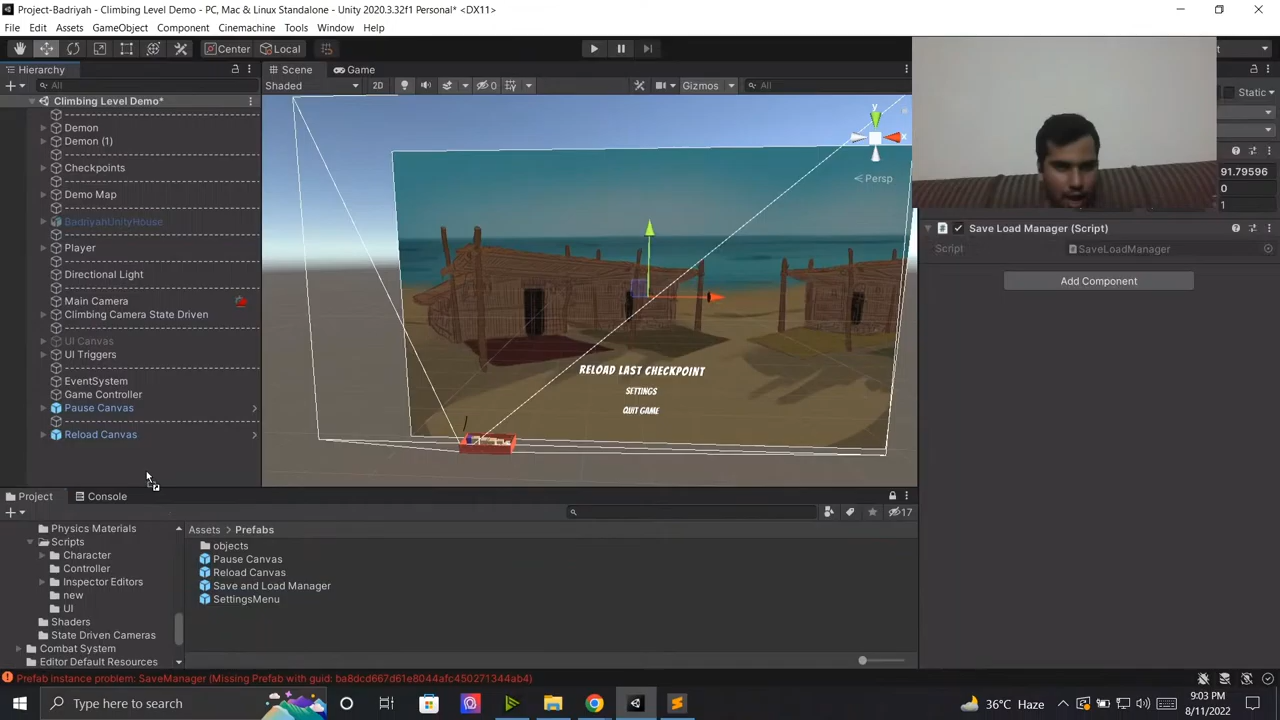 Project-Badriyah - Climbing Level Demo - PC, Mac & Linux Standalone - Unity 2020.3.32f1 Personal* <DX11>
File Edit Assets GameObject Component Cinemachine Tools Window Help
Center Local
Hierarchy
All
Climbing Level Demo*
Demon
Demon (1)
Checkpoints
Demo Map
BadriyahUnityHouse
Player
Directional Light
Main Camera
Climbing Camera State Driven
UI Canvas
UI Triggers
EventSystem
Game Controller
Pause Canvas
Reload Canvas
Scene Game
Shaded 2D 0 Gizmos All
y
x
Persp
RELOAD LAST CHECKPOINT
SETTINGS
QUIT GAME
Static
91.79596
0
1
Save Load Manager (Script)
Script SaveLoadManager
Add Component
Project Console
17
Physics Materials
Scripts
Character
Controller
Inspector Editors
new
UI
Shaders
State Driven Cameras
Combat System
Editor Default Resources
Assets > Prefabs
objects
Pause Canvas
Reload Canvas
Save and Load Manager
SettingsMenu
Prefab instance problem: SaveManager (Missing Prefab with guid: ba8dcd667d61e8044afc450271344ab4)
Type here to search
36°C Haze
9:03 PM
8/11/2022